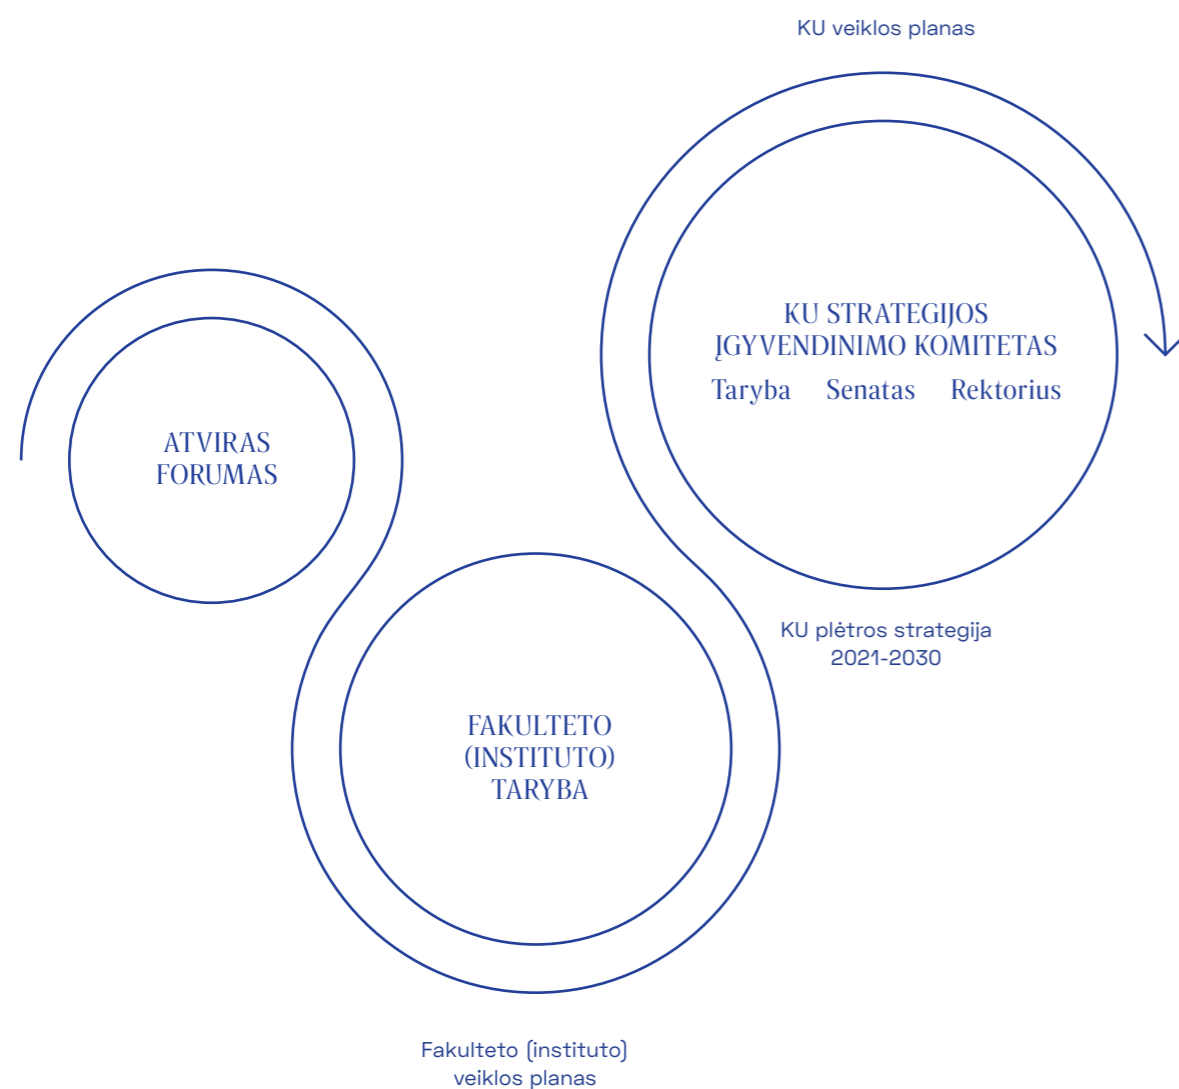 KU veiklos planas
KU STRATEGIJOS
ĮGYVENDINIMO KOMITETAS
Taryba Senatas Rektorius
ATVIRAS
FORUMAS
KU plėtros strategija
2021-2030
FAKULTETO
(INSTITUTO)
TARYBA
Fakulteto (instituto)
veiklos planas